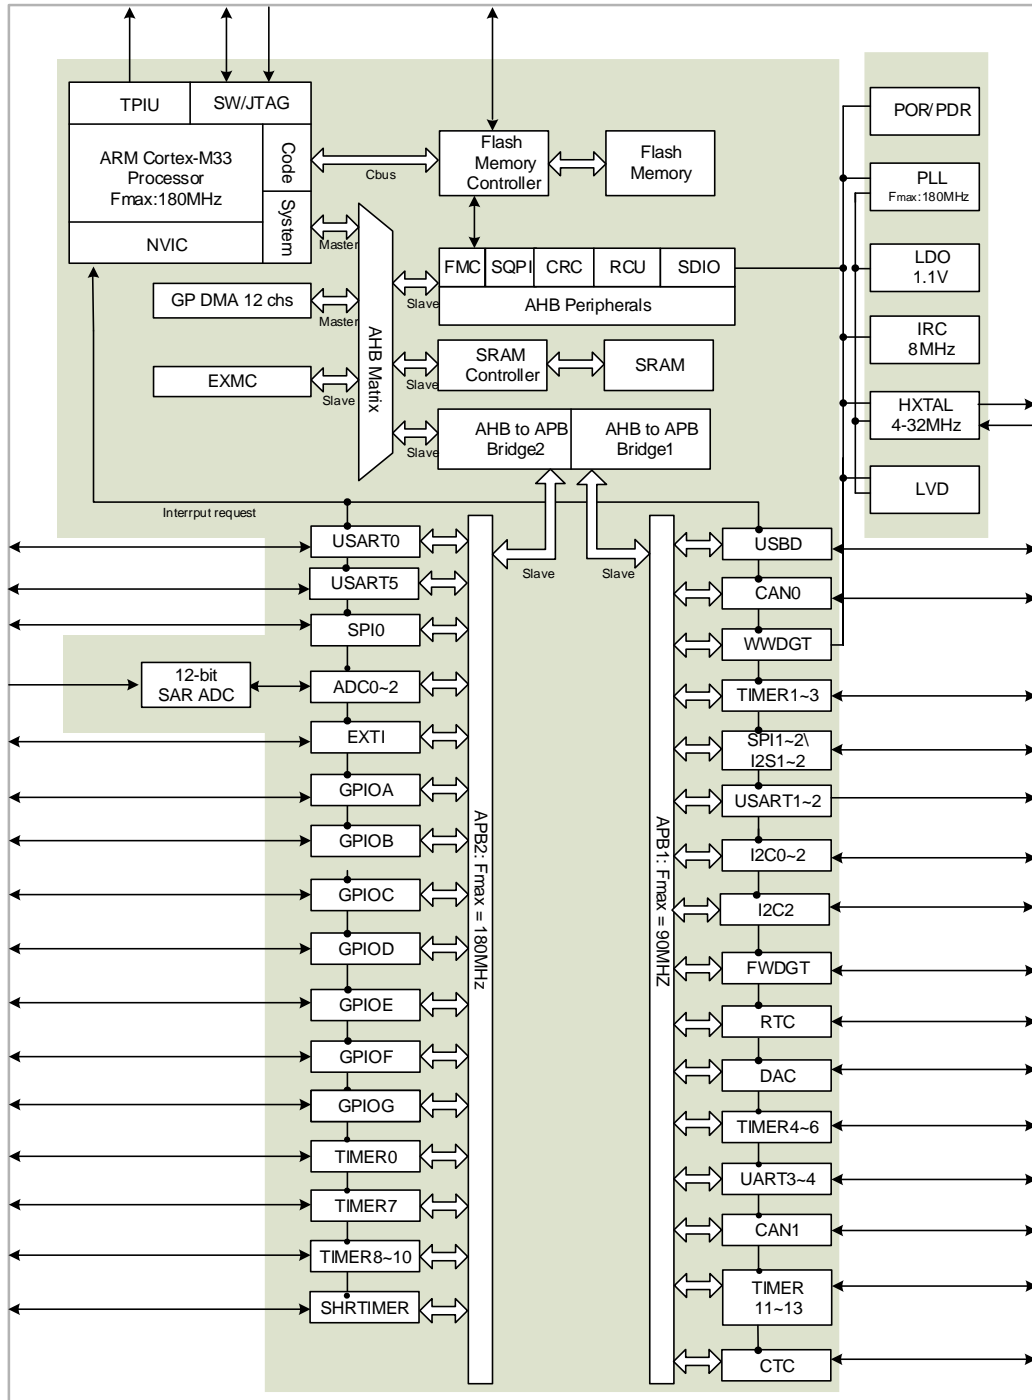 TPIU
SW/JTAG
ARM Cortex-M33
Processor
Fmax:180MHz
Code
System
NVIC
Cbus
Flash
Memory
Controller
Flash
Memory
Master
FMC
SQPI
CRC
RCU
SDIO
AHB Peripherals
Slave
GP DMA 12 chs
Master
AHB Matrix
EXMC
Slave
SRAM
Controller
SRAM
Slave
AHB to APB
Bridge2
AHB to APB
Bridge1
Slave
POR/PDR
PLL
Fmax:180MHz
LDO
1.1V
IRC
8MHz
HXTAL
4-32MHz
LVD
Interrput request
Slave
Slave
USART0
USART5
SPI0
12-bit
SAR ADC
ADC0~2
EXTI
GPIOA
GPIOB
GPIOC
GPIOD
GPIOE
GPIOF
GPIOG
TIMER0
TIMER7
TIMER8~10
SHRTIMER
APB2: Fmax = 180MHz
APB1: Fmax = 90MHZ
USBD
CAN0
WWDGT
TIMER1~3
SPI1~2\
I2S1~2
USART1~2
I2C0~2
I2C2
FWDGT
RTC
DAC
TIMER4~6
UART3~4
CAN1
TIMER
11~13
CTC